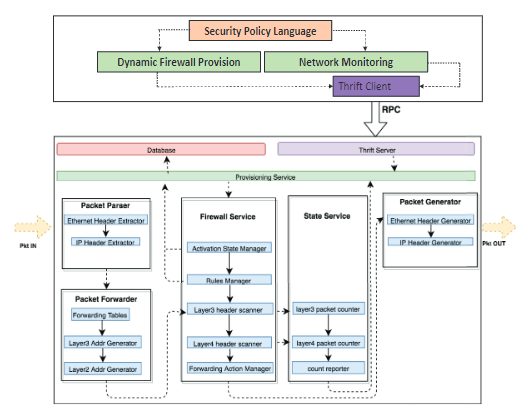 Security Policy Language
Dynamic Firewall Provision
Network Monitoring
Thrift Client
RPC
Database
Thrift Server
Provisioning Service
Packet Paraer
Ethernet Header Extractor
IP Header Extractor
Pkt IN
Packet Forwarder
Forwarding Tables
Layer3 Addr Generator
Layer2 Addr Generator
Firewall Service
Activation State Manager
Rulee Manager
Layer3 header scanner
Layer4 header scanner
Forwarding Action Manager
State Service
layer3 packet counter
layer4 packet counter
count reporter
Packet Generator
Ethernet Header Generator
IP Header Generator
Pkt OUT